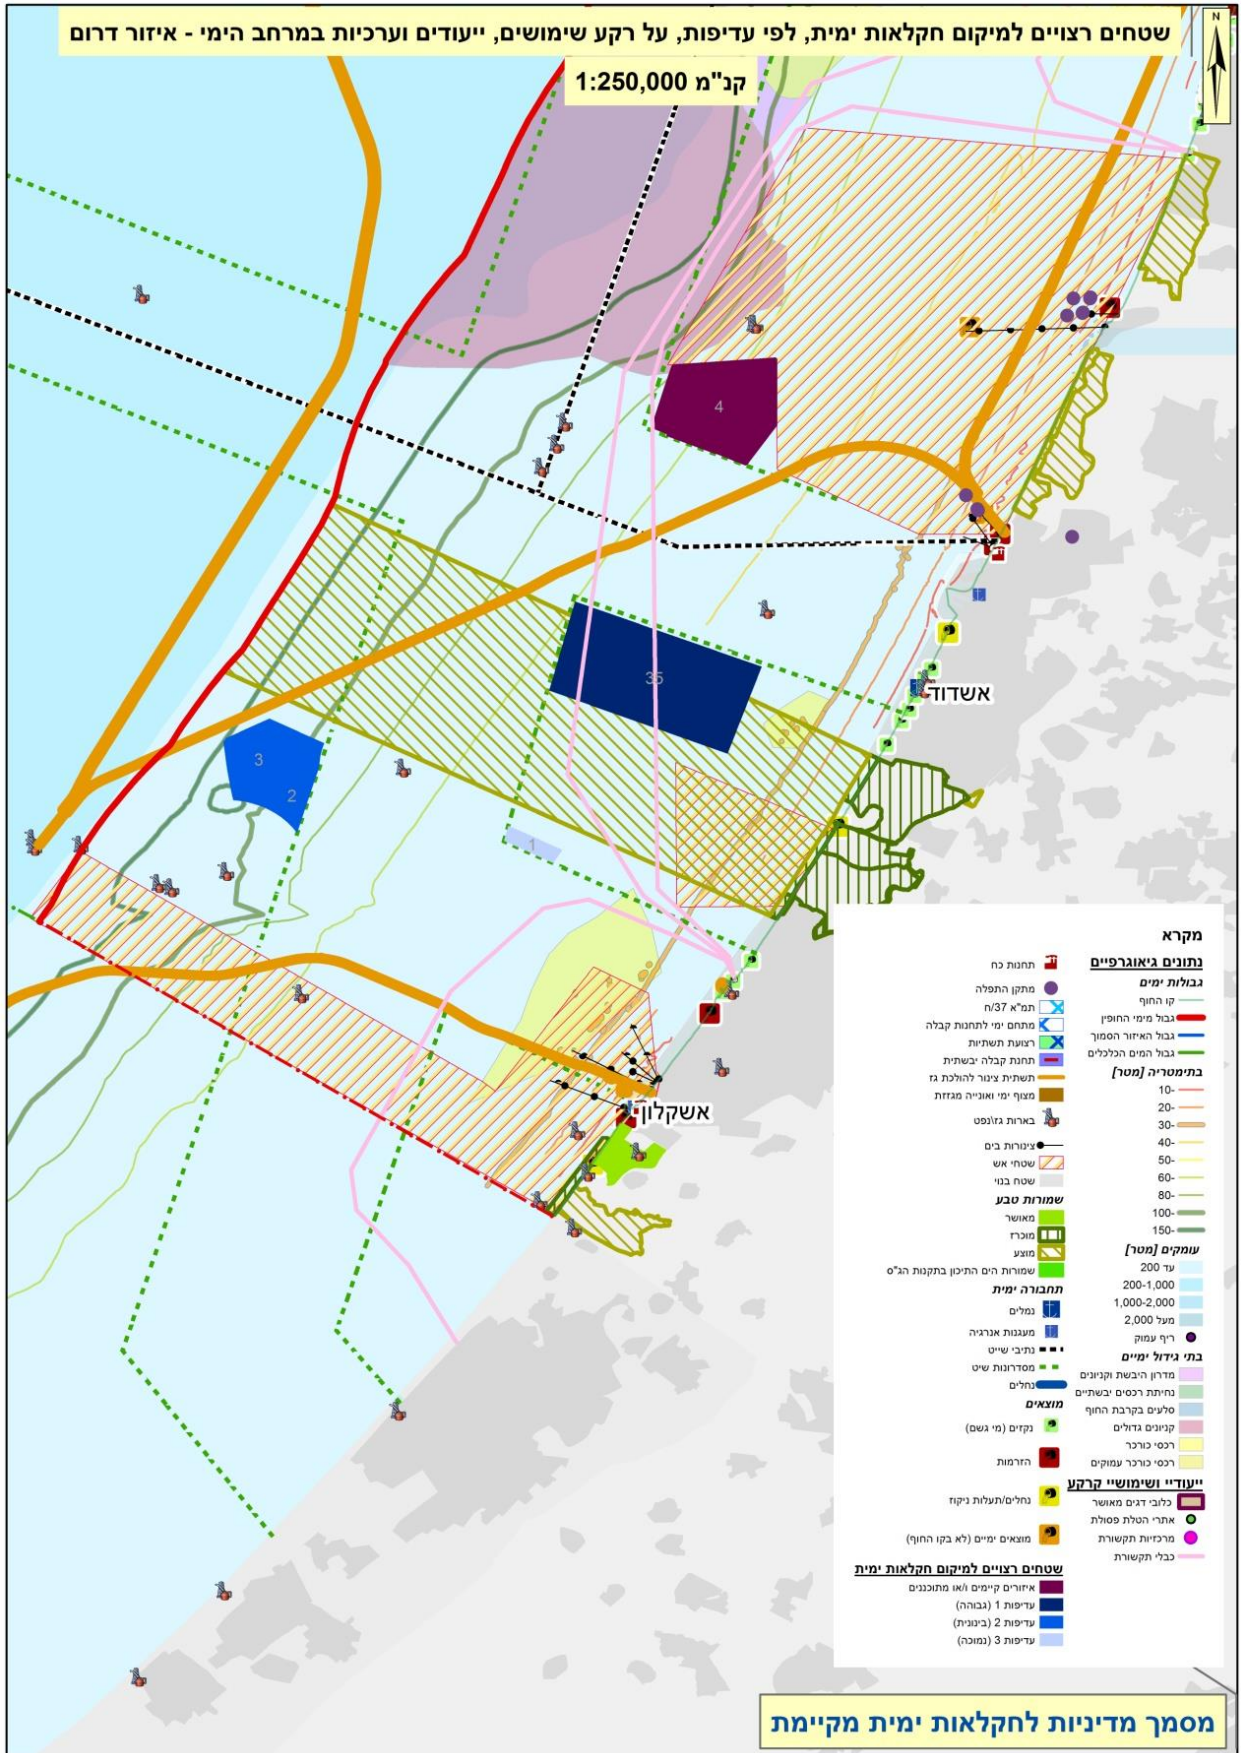 שטחים רצויים למיקום חקלאות ימית, לפי עדיפות, על רקע שימושים, ייעודים וערכיות במרחב הימי - איזור דרום
קנ"מ 1:250,000
N
4
35
3
2
1
אשדוד
אשקלון
מקרא
נתונים גיאוגרפיים
גבולות ימים
קו החוף
גבול מימי החופין
גבול האיזור הסמוך
גבול המים הכלכלים
בתימטריה [מטר]
-10
-20
-30
-40
-50
-60
-80
-100
-150
עומקים [מטר]
עד 200
200-1,000
1,000-2,000
מעל 2,000
ריף עמוק
בתי גידול ימיים
מדרון היבשת וקניונים
נחיתת רכסים יבשתיים
סלעים בקרבת החוף
קניונים גדולים
רכסי כורכר
רכסי כורכר עמוקים
ייעודיי ושימושיי קרקע
כלובי דגים מאושר
אתרי הטלת פסולת
מרכזיות תקשורת
כבלי תקשורת
תחנות כח
מתקן התפלה
תמ"א 37/ח
מתחם ימי לתחנות קבלה
רצועת תשתיות
תחנת קבלה יבשתית
תשתית צינור להולכת גז
מצוף ימי ואונייה מגזזת
בארות גז\נפט
צינורות בים
שטחי אש
שטח בנוי
שמורות טבע
מאושר
מוכרז
מוצע
שמורות הים התיכון בתקנות הג"ס
תחבורה ימית
נמלים
מעגנות אנרגיה
נתיבי שייט
מסדרונות שיט
נחלים
מוצאים
נקזים (מי גשם)
הזרמות
נחלים/תעלות ניקוז
מוצאים ימיים (לא בקו החוף)
שטחים רצויים למיקום חקלאות ימית
איזורים קיימים ו/או מתוכננים
עדיפות 1 (גבוהה)
עדיפות 2 (בינונית)
עדיפות 3 (נמוכה)
מסמך מדיניות לחקלאות ימית מקיימת